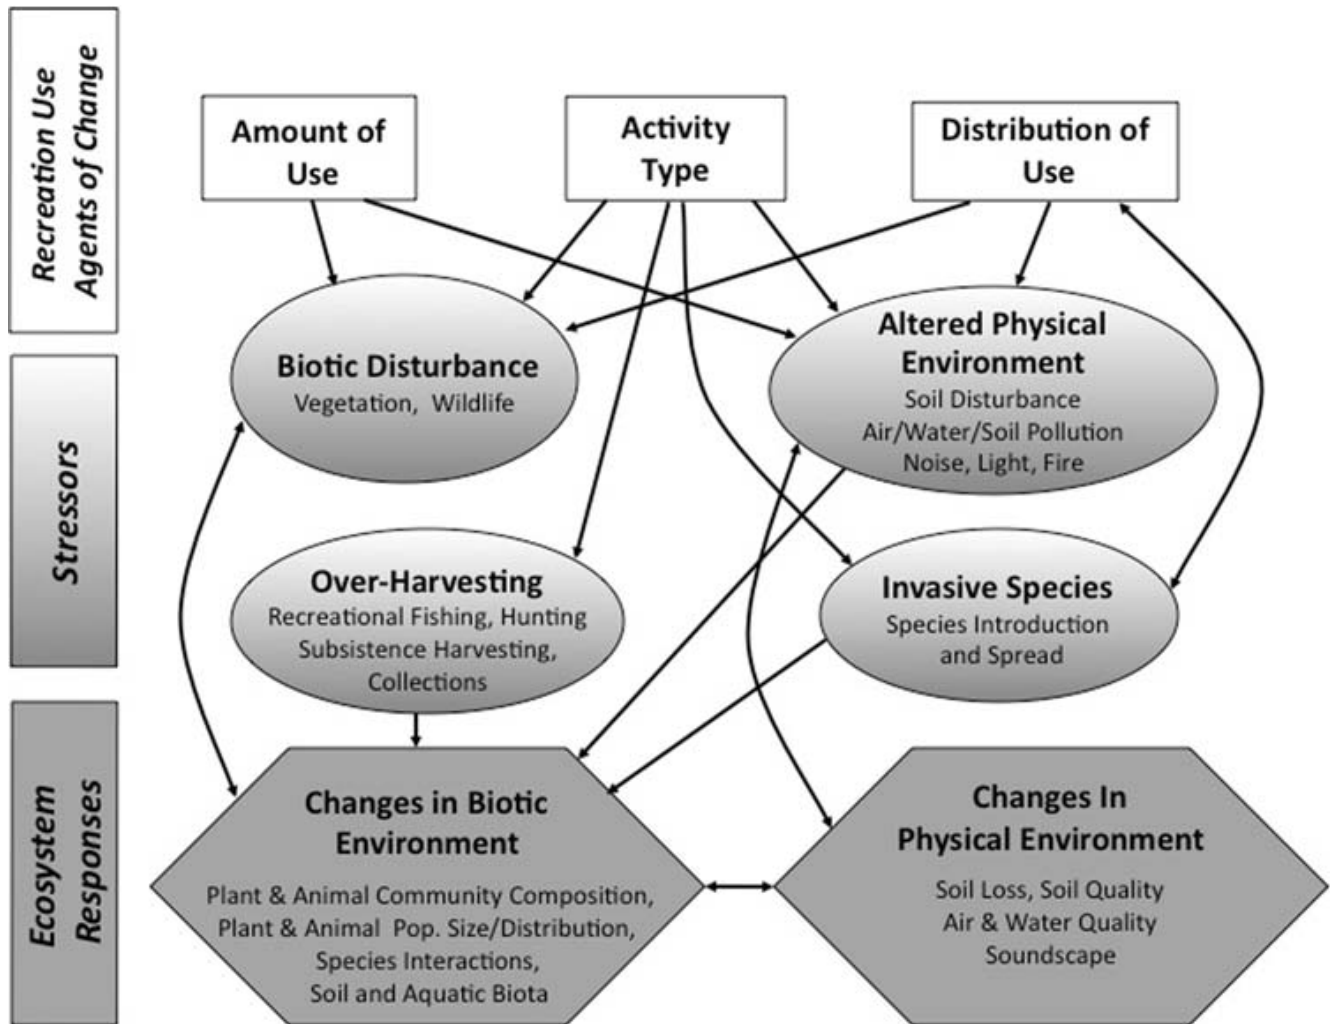 Recreation Use
Agents of Change
Amount of
Use
Activity
Type
Distribution of
Use
Stressors
Biotic Disturbance
Vegetation, Wildlife
Altered Physical
Environment
Soil Disturbance
Air/Water/Soil Pollution
Noise, Light, Fire
Over-Harvesting
Recreational Fishing, Hunting
Subsistence Harvesting,
Collections
Invasive Species
Species Introduction
and Spread
Ecosystem
Responses
Changes in Biotic
Environment
Plant & Animal Community Composition,
Plant & Animal Pop. Size/Distribution,
Species Interactions,
Soil and Aquatic Biota
Changes In
Physical Environment
Soil Loss, Soil Quality
Air & Water Quality
Soundscape